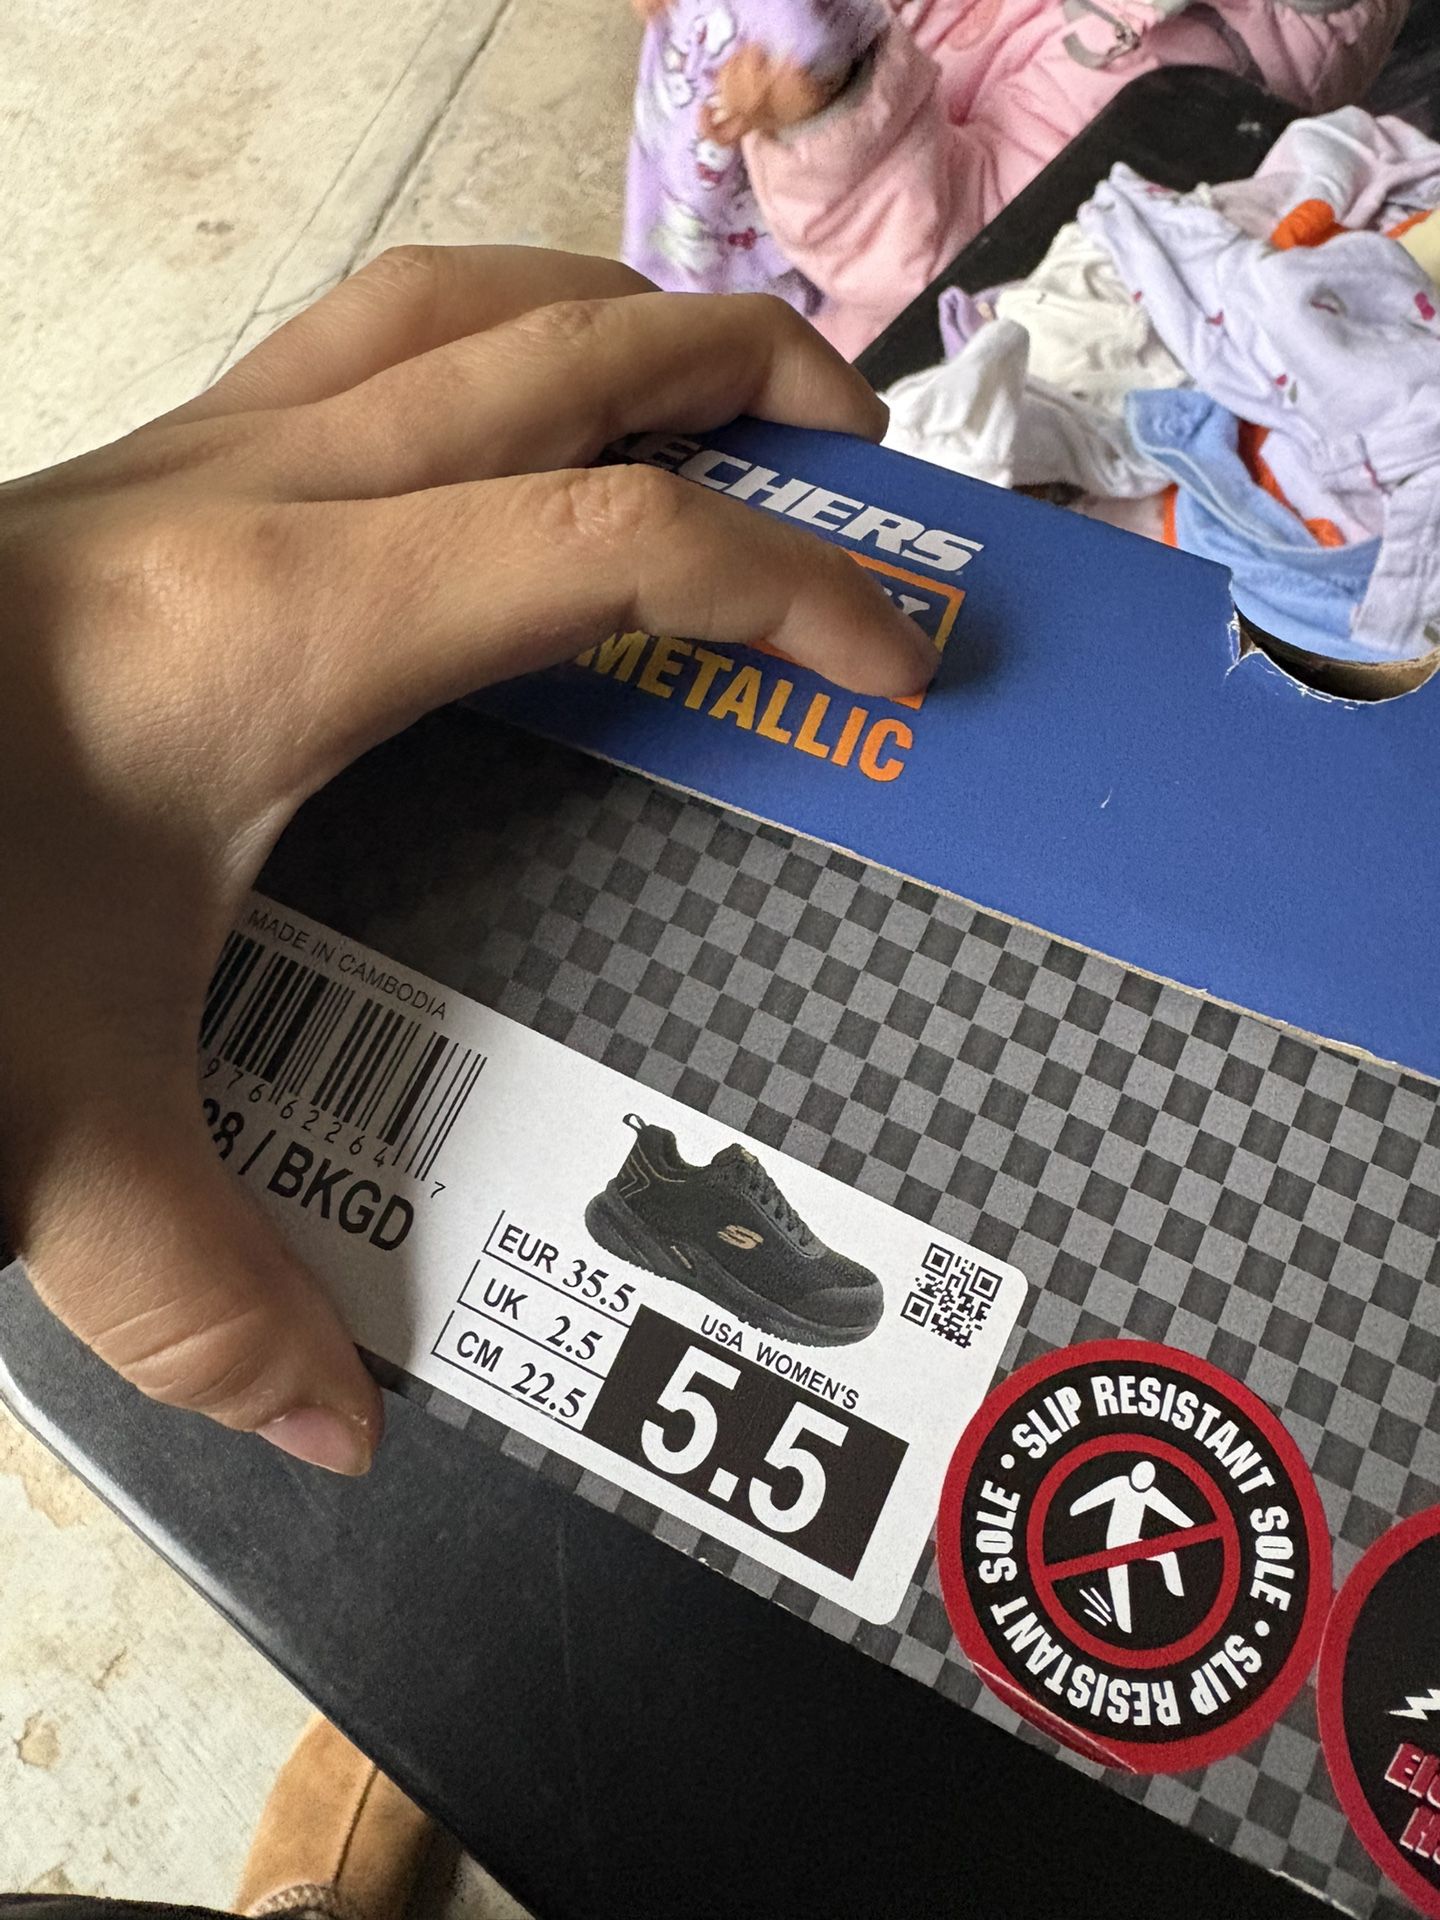 ECHERS
METALLIC
MADE IN CAMBODIA
976622647
8 / BKGD
EUR 35.5
UK 2.5
CM 22.5
USA WOMEN'S
5.5
SLIP RESISTANT SOLE • SLIP RESISTANT SOLE •